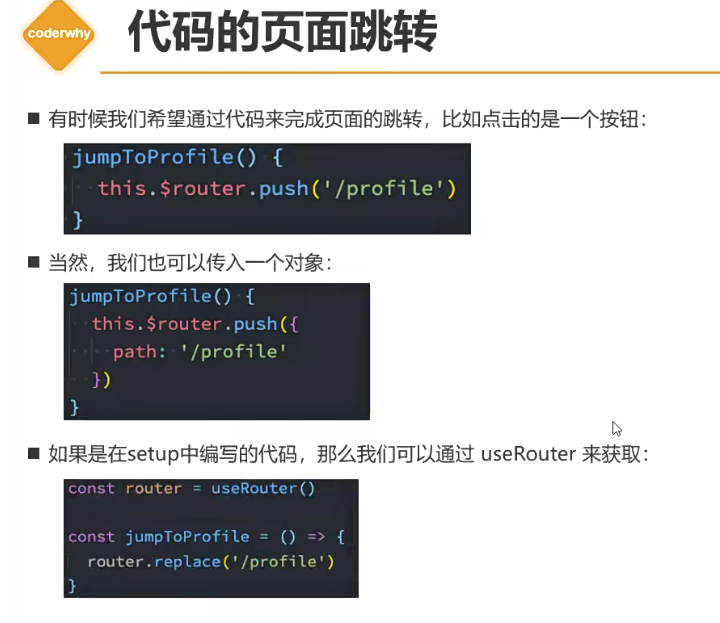 coderwhy
代码的页面跳转
■ 有时候我们希望通过代码来完成页面的跳转，比如点击的是一个按钮：
jumpToProfile() {
  this.$router.push('/profile')
}
■ 当然，我们也可以传入一个对象：
jumpToProfile() {
  this.$router.push({
    path: '/profile'
  })
}
■ 如果是在setup中编写的代码，那么我们可以通过 useRouter 来获取：
const router = useRouter()
const jumpToProfile = () => {
  router.replace('/profile')
}